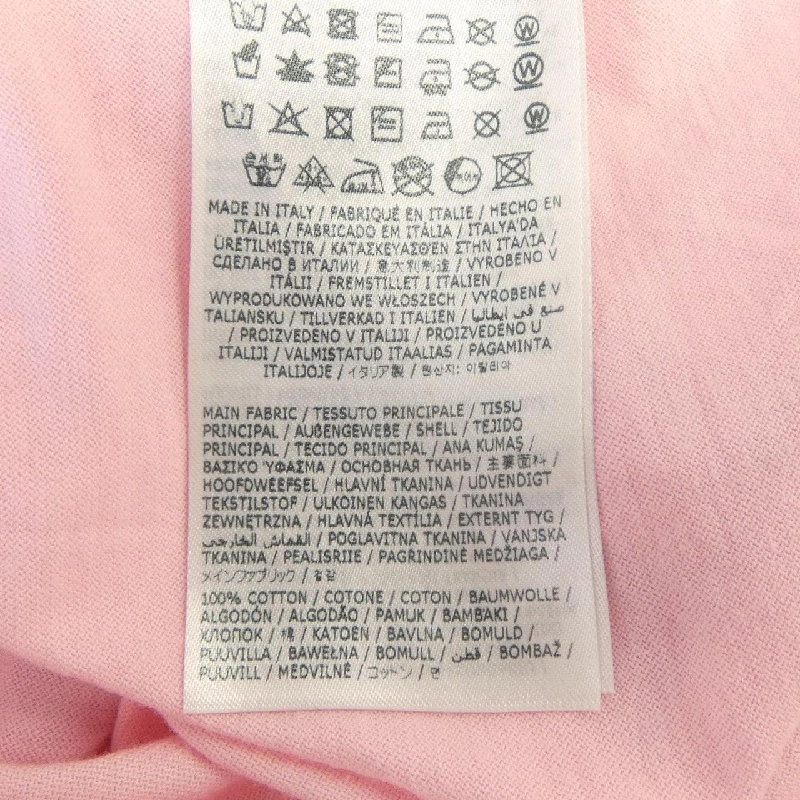 MADE IN ITALY / FABRIQUÉ EN ITALIE / HECHO EN
ITALIA / FABRICADO EM ITÁLIA / ITALYA'DA
ÜRETILMIŞTIR / ΚΑΤΑΣΚΕΥΑΣΘΕΝ ΣΤΗΝ ΙΤΑΛΙΑ /
СДЕЛАНО В ИТАЛИИ / 意大利制造 / VYROBENO V
ITÁLII / FREMSTILLET I ITALIEN /
WYPRODUKOWANO WE WŁOSZECH / VYROBENÉ V
TALIANSKU / TILLVERKAD I ITALIEN / صنع في ايطاليا
/ PROIZVEDENO V ITALIJI / PROIZVEDENO U
ITALIJI / VALMISTATUD ITAALIAS / PAGAMINTA
ITALIJOJE / イタリア製 / 원산지: 이탈리아
MAIN FABRIC / TESSUTO PRINCIPALE / TISSU
PRINCIPAL / AUßENGEWEBE / SHELL / TEJIDO
PRINCIPAL / TECIDO PRINCIPAL / ANA KUMAŞ /
ΒΑΣΙΚΟ ΎΦΑΣΜΑ / ОСНОВНАЯ ТКАНЬ / 主要面料 /
HOOFDWEEFSEL / HLAVNÍ TKANINA / UDVENDIGT
TEKSTILSTOF / ULKOINEN KANGAS / TKANINA
ZEWNĘTRZNA / HLAVNÁ TEXTÍLIA / EXTERNT TYG /
القماش الخارجي / POGLAVITNA TKANINA / VANJSKA
TKANINA / PEALISRIIE / PAGRINDINĖ MEDŽIAGA /
メインファブリック / 겉감
100% COTTON / COTONE / COTON / BAUMWOLLE /
ALGODÓN / ALGODÃO / PAMUK / ΒΑΜΒΑΚΙ /
ХЛОПОК / 棉 / KATOEN / BAVLNA / BOMULD /
PUUVILLA / BAWEŁNA / BOMULL / قطن / BOMBAŽ /
PUUVILL / MEDVILNĖ / コットン / 면